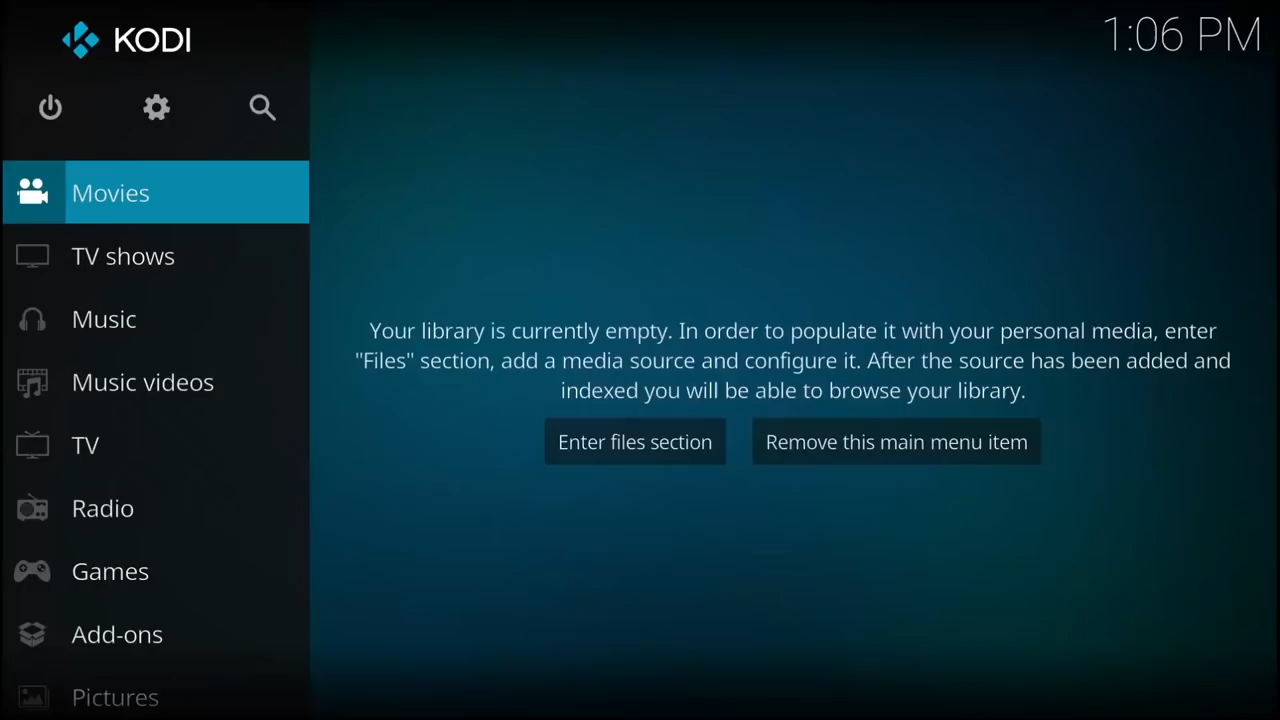 KODI
1:06 PM
Movies
TV shows
Music
Music videos
TV
Radio
Games
Add-ons
Pictures
Your library is currently empty. In order to populate it with your personal media, enter
"Files" section, add a media source and configure it. After the source has been added and
indexed you will be able to browse your library.
Enter files section
Remove this main menu item